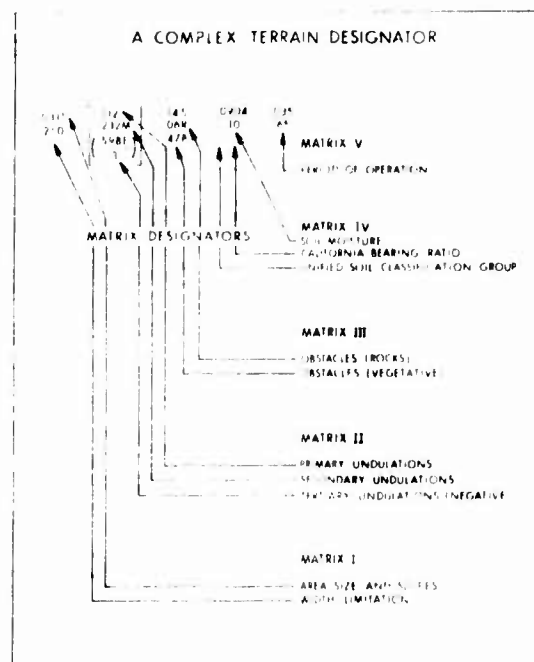 A COMPLEX TERRAIN DESIGNATOR
232M
MATRIX V
OF OPERATION
MATRIX IV
MATRIX DESIGNATORS
SOIL MOISTURE
CALIFORNIA BEARING RATIO
UNIFIED SOIL CLASSIFICATION GROUP
MATRIX III
OBSTACLES (ROCKS)
OBSTACLES (VEGETATIVE
MATRIX II
PRIMARY UNDULATIONS
SECONDARY UNDULATIONS
TERTIARY UNDULATIONS (NEGATIVE
MATRIX I
AREA SIZE AND SLOPES
WIDTH LIMITATION